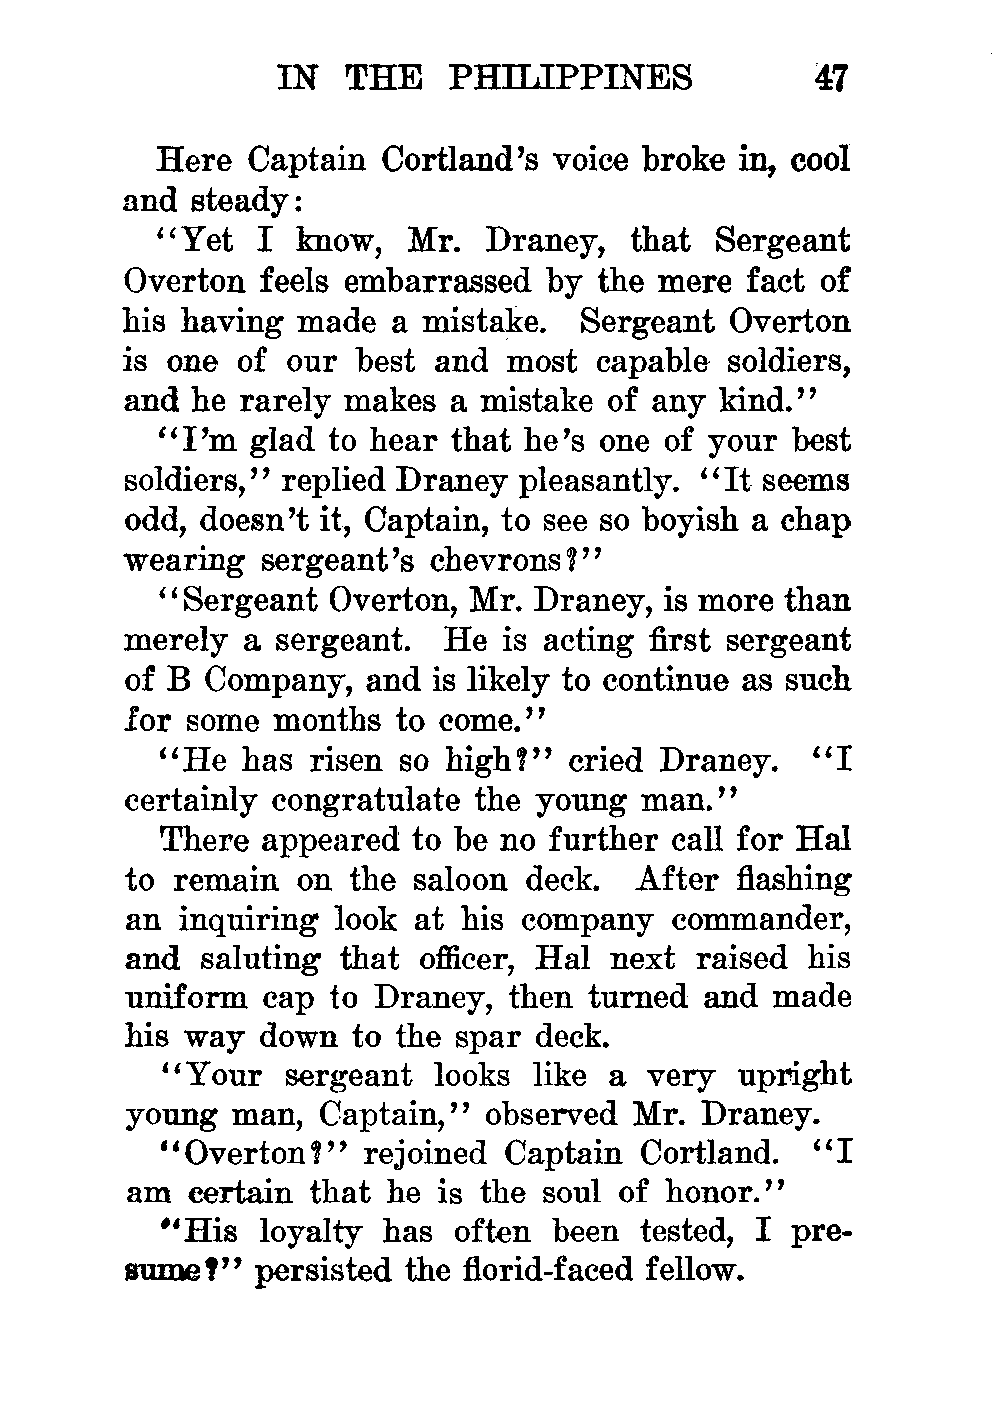 IN THE PHILIPPINES 47
Here Captain Cortland's voice broke in, cool
and steady:
"Yet I know, Mr. Draney, that Sergeant
Overton feels embarrassed by the mere fact of
his having made a mistake. Sergeant Overton
is one of our best and most capable soldiers,
and he rarely makes a mistake of any kind."
"I'm glad to hear that he's one of your best
soldiers," replied Draney pleasantly. "It seems
odd, doesn't it, Captain, to see so boyish a chap
wearing sergeant's chevrons?"
"Sergeant Overton, Mr. Draney, is more than
merely a sergeant. He is acting first sergeant
of B Company, and is likely to continue as such
for some months to come."
"He has risen so high?" cried Draney. "I
certainly congratulate the young man."
There appeared to be no further call for Hal
to remain on the saloon deck. After flashing
an inquiring look at his company commander,
and saluting that officer, Hal next raised his
uniform cap to Draney, then turned and made
his way down to the spar deck.
"Your sergeant looks like a very upright
young man, Captain," observed Mr. Draney.
"Overton?" rejoined Captain Cortland. "I
am certain that he is the soul of honor."
"His loyalty has often been tested, I pre-
sume?" persisted the florid-faced fellow.